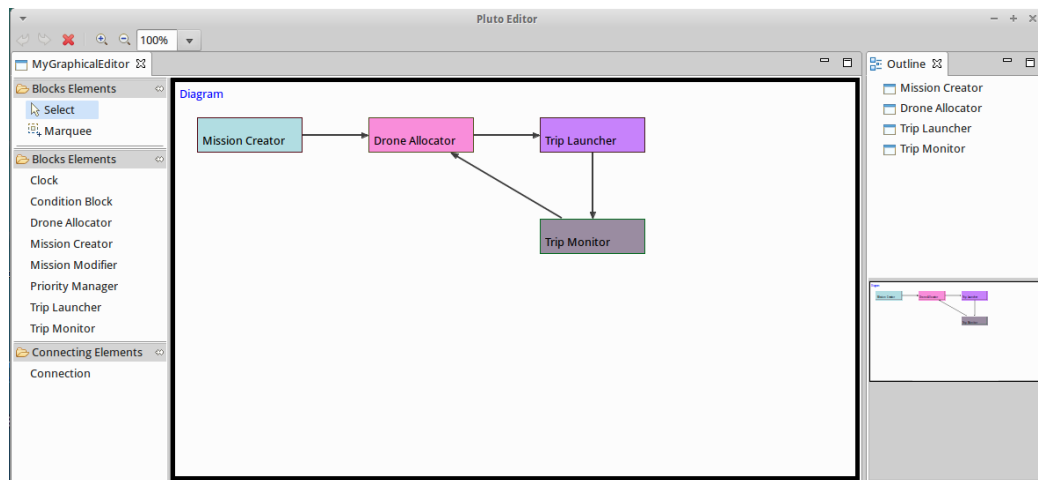 Pluto Editor
100%
MyGraphicalEditor
Blocks Elements
Select
Marquee
Blocks Elements
Clock
Condition Block
Drone Allocator
Mission Creator
Mission Modifier
Priority Manager
Trip Launcher
Trip Monitor
Connecting Elements
Connection
Diagram
Mission Creator
Drone Allocator
Trip Launcher
Trip Monitor
Outline
Mission Creator
Drone Allocator
Trip Launcher
Trip Monitor